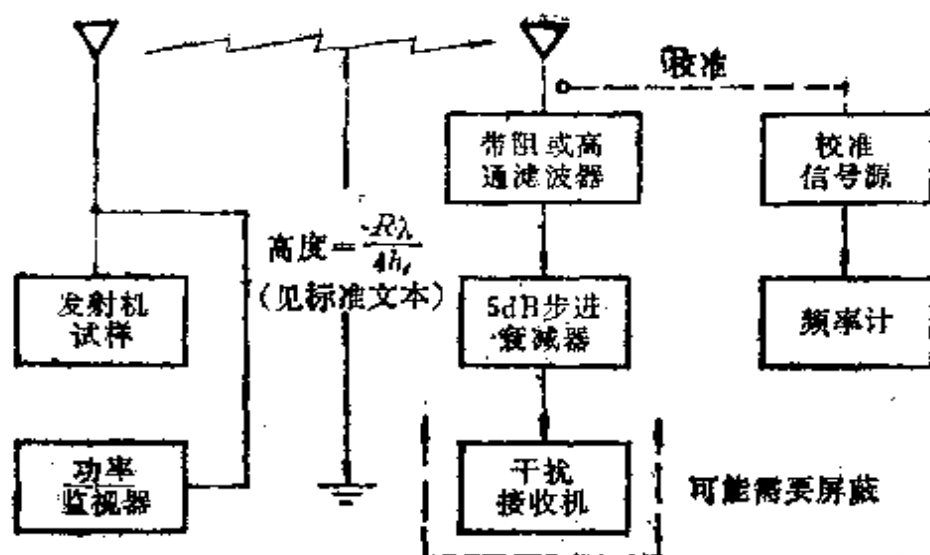 校准
带阻或高
通滤波器
校准
信号源
高度=\frac{Rλ}{4h_t}
(见标准文本)
发射机
试样
5dB步进
衰减器
频率计
功率
监视器
干扰
接收机
可能需要屏蔽